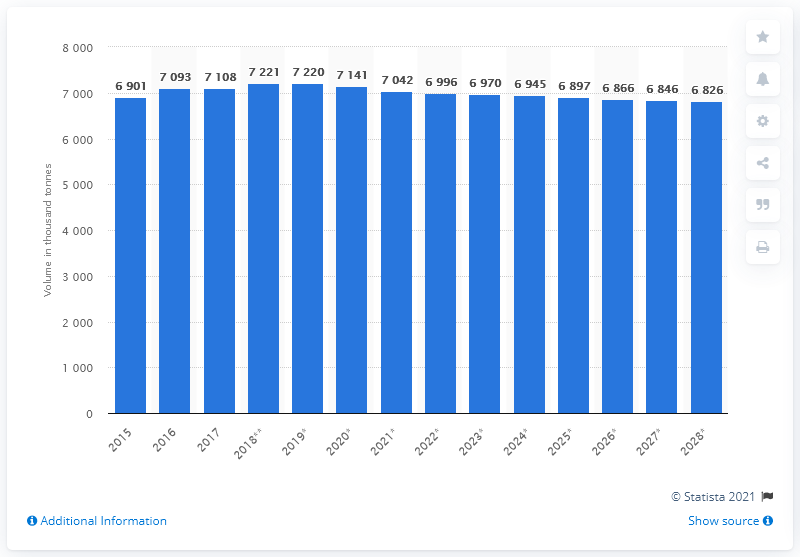 8 000
7 000
6 000
5 000
4 000
3 000
2 000
1 000
0
Volume in thousand tonnes
6 901 7 093 7 108 7 221 7 220 7 141 7 042 6 996 6 970 6 945 6 897 6 866 6 846 6 826
2015 2016 2017 2018** 2019* 2020* 2021* 2022* 2023* 2024* 2025* 2026* 2027* 2028*
© Statista 2021
Additional Information
Show source